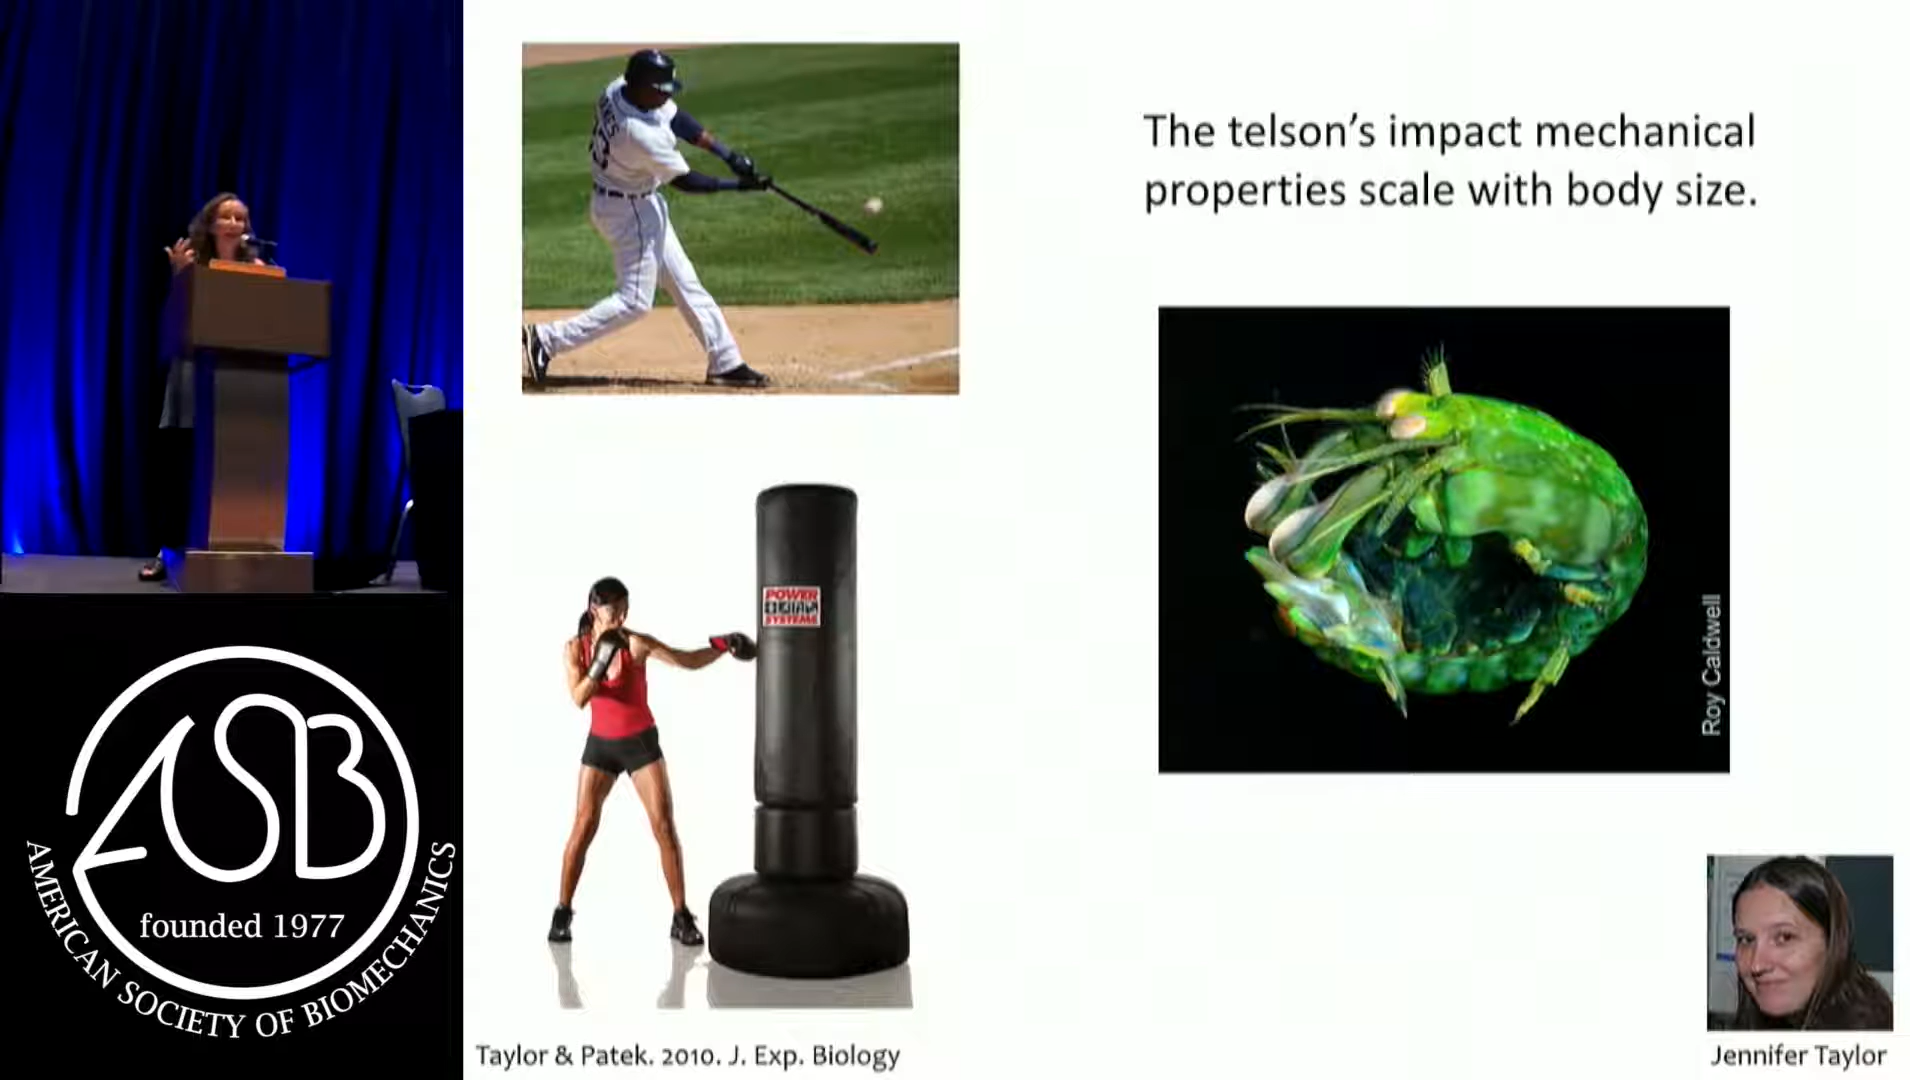 The telson's impact mechanical
properties scale with body size.
POWER
SYSTEMS
Roy Caldwell
AMERICAN SOCIETY OF BIOMECHANICS
ASB
founded 1977
Taylor & Patek. 2010. J. Exp. Biology
Jennifer Taylor